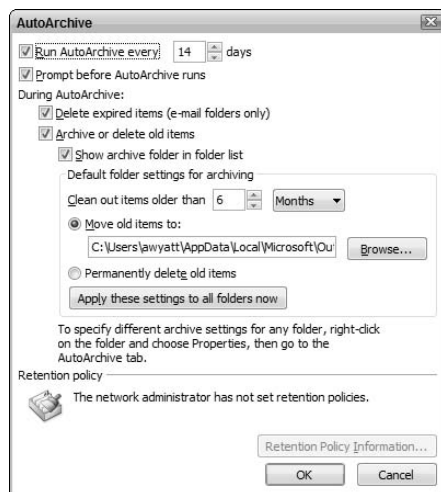 AutoArchive
Run AutoArchive every 14 days
Prompt before AutoArchive runs
During AutoArchive:
Delete expired items (e-mail folders only)
Archive or delete old items
Show archive folder in folder list
Default folder settings for archiving
Clean out items older than 6 Months
Move old items to:
C:\Users\awyatt\AppData\Local\Microsoft\Ou Browse...
Permanently delete old items
Apply these settings to all folders now
To specify different archive settings for any folder, right-click
on the folder and choose Properties, then go to the
AutoArchive tab.
Retention policy
The network administrator has not set retention policies.
Retention Policy Information...
OK Cancel